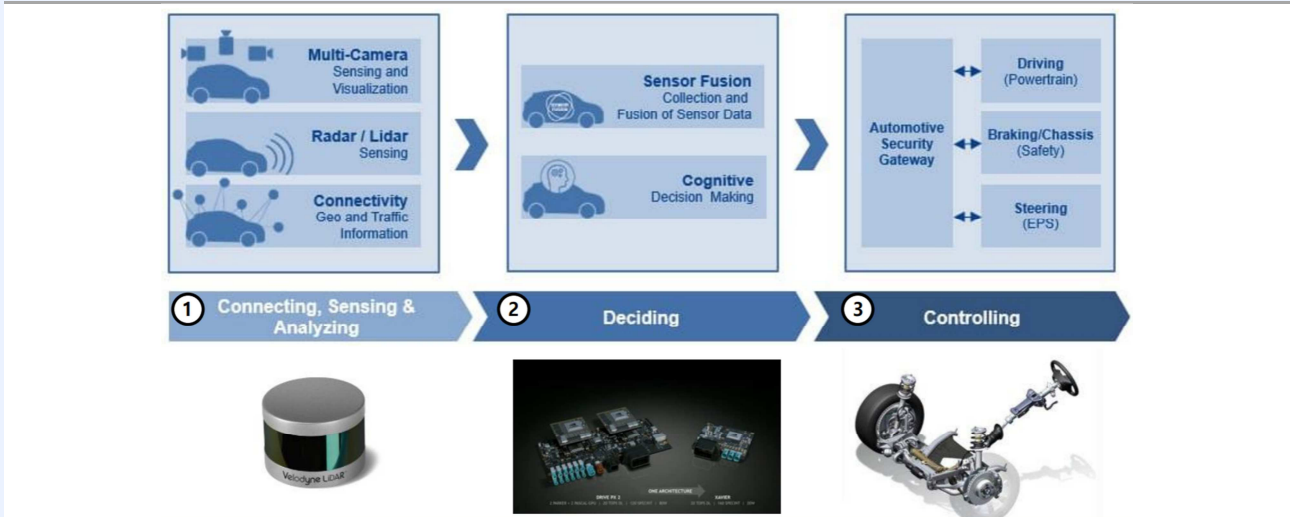 Multi-Camera
Sensing and
Visualization
Radar / Lidar
Sensing
Connectivity
Geo and Traffic
Information
Sensor Fusion
Collection and
Fusion of Sensor Data
Cognitive
Decision Making
Automotive
Security
Gateway
Driving
(Powertrain)
Braking/Chassis
(Safety)
Steering
(EPS)
1 Connecting, Sensing &
Analyzing
2 Deciding
3 Controlling
Velodyne LiDAR
ONE ARCHITECTURE
DRIVE PX 2
XAVIER